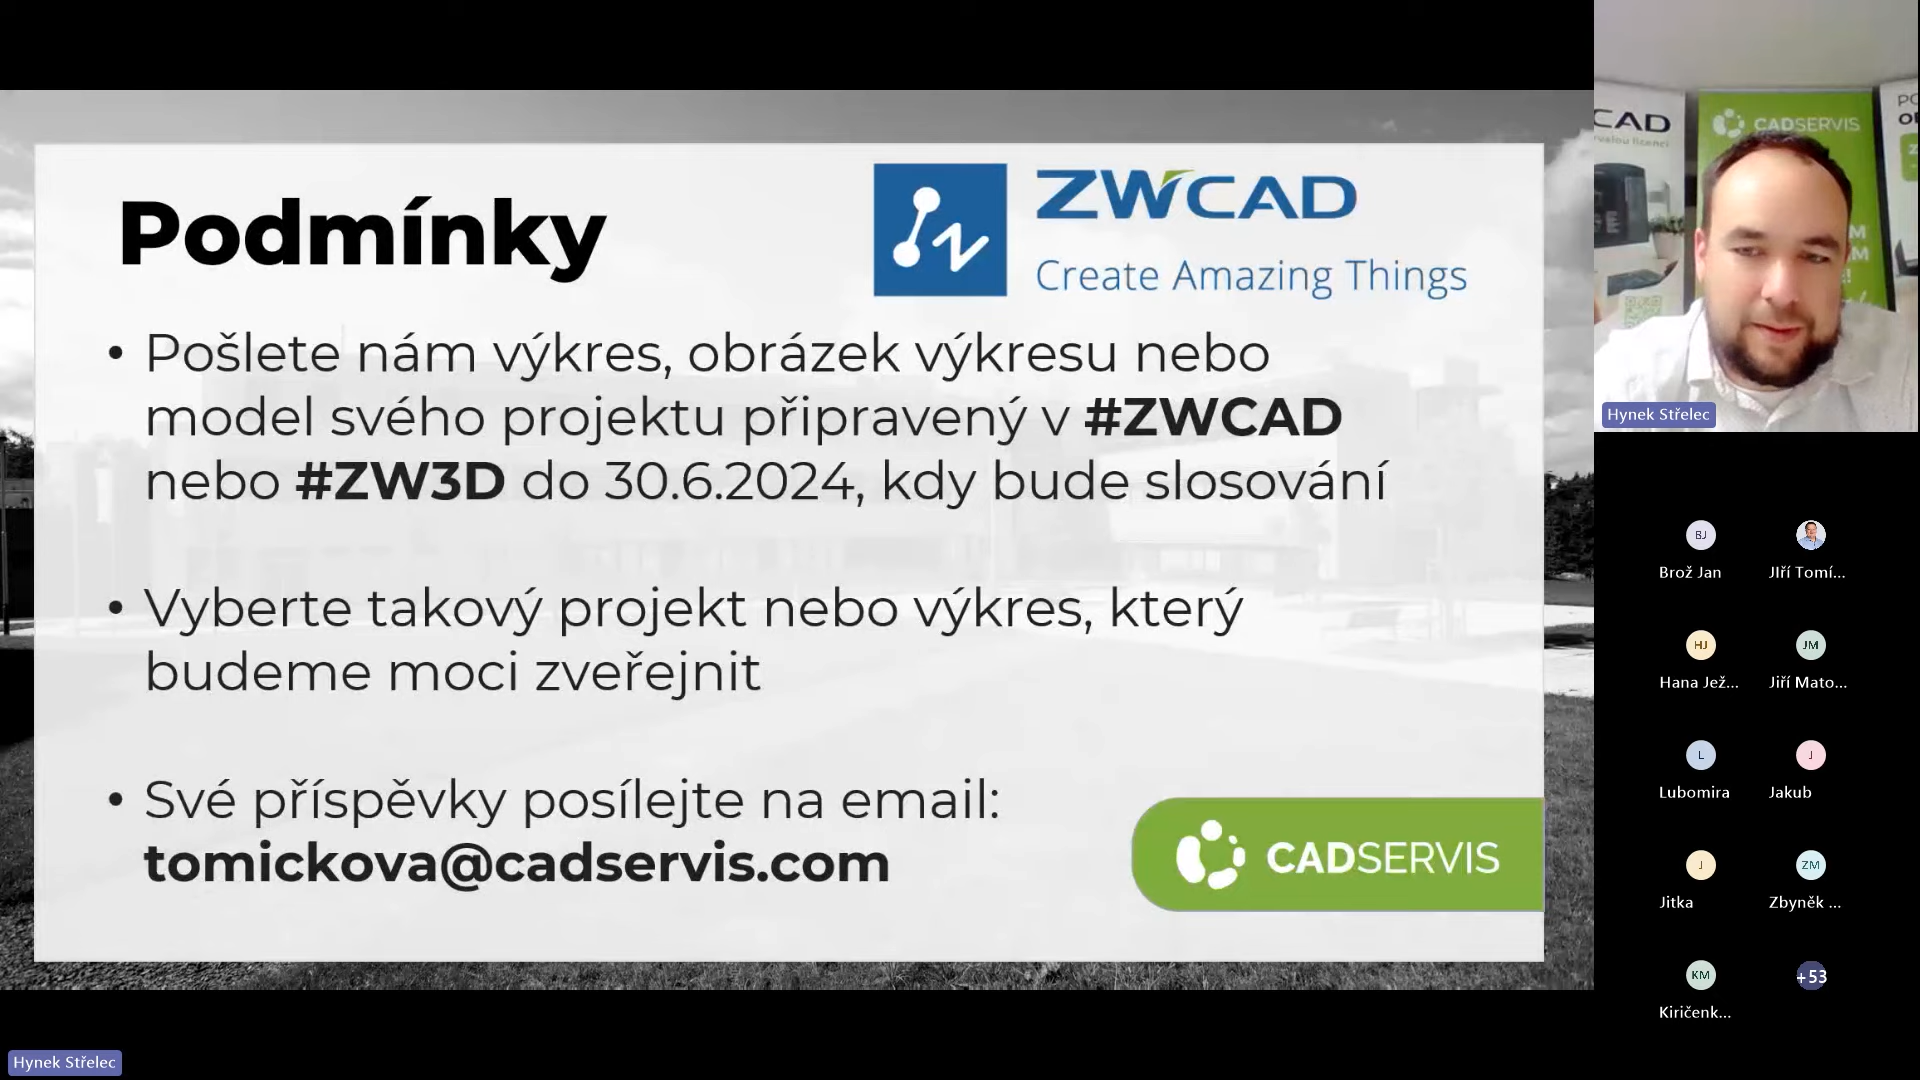 Podmínky
ZWCAD
Create Amazing Things
• Pošlete nám výkres, obrázek výkresu nebo
model svého projektu připravený v #ZWCAD
nebo #ZW3D do 30.6.2024, kdy bude slosování
• Vyberte takový projekt nebo výkres, který
budeme moci zveřejnit
• Své příspěvky posílejte na email:
tomickova@cadservis.com
CADSERVIS
CAD
CADSERVIS
Hynek Střelec
BJ
Brož Jan
JIří Tomí...
HJ
Hana Jež...
JM
Jiří Mato...
L
Lubomira
J
Jakub
J
Jitka
ZM
Zbyněk ...
KM
Kiričenk...
+53
Hynek Střelec